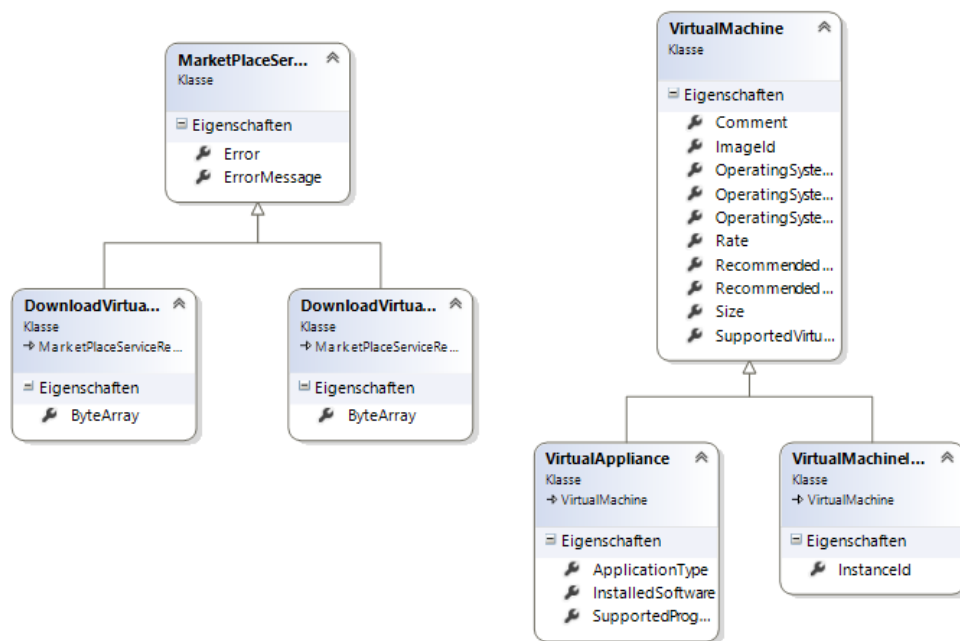 MarketPlaceSer...
Klasse
Eigenschaften
Error
ErrorMessage
DownloadVirtua...
Klasse
MarketPlaceServiceRe...
Eigenschaften
ByteArray
DownloadVirtua...
Klasse
MarketPlaceServiceRe...
Eigenschaften
ByteArray
VirtualMachine
Klasse
Eigenschaften
Comment
ImageId
OperatingSyste...
OperatingSyste...
OperatingSyste...
Rate
Recommended...
Recommended...
Size
SupportedVirtu...
VirtualAppliance
Klasse
VirtualMachine
Eigenschaften
ApplicationType
InstalledSoftware
SupportedProg...
VirtualMachineI...
Klasse
VirtualMachine
Eigenschaften
InstanceId